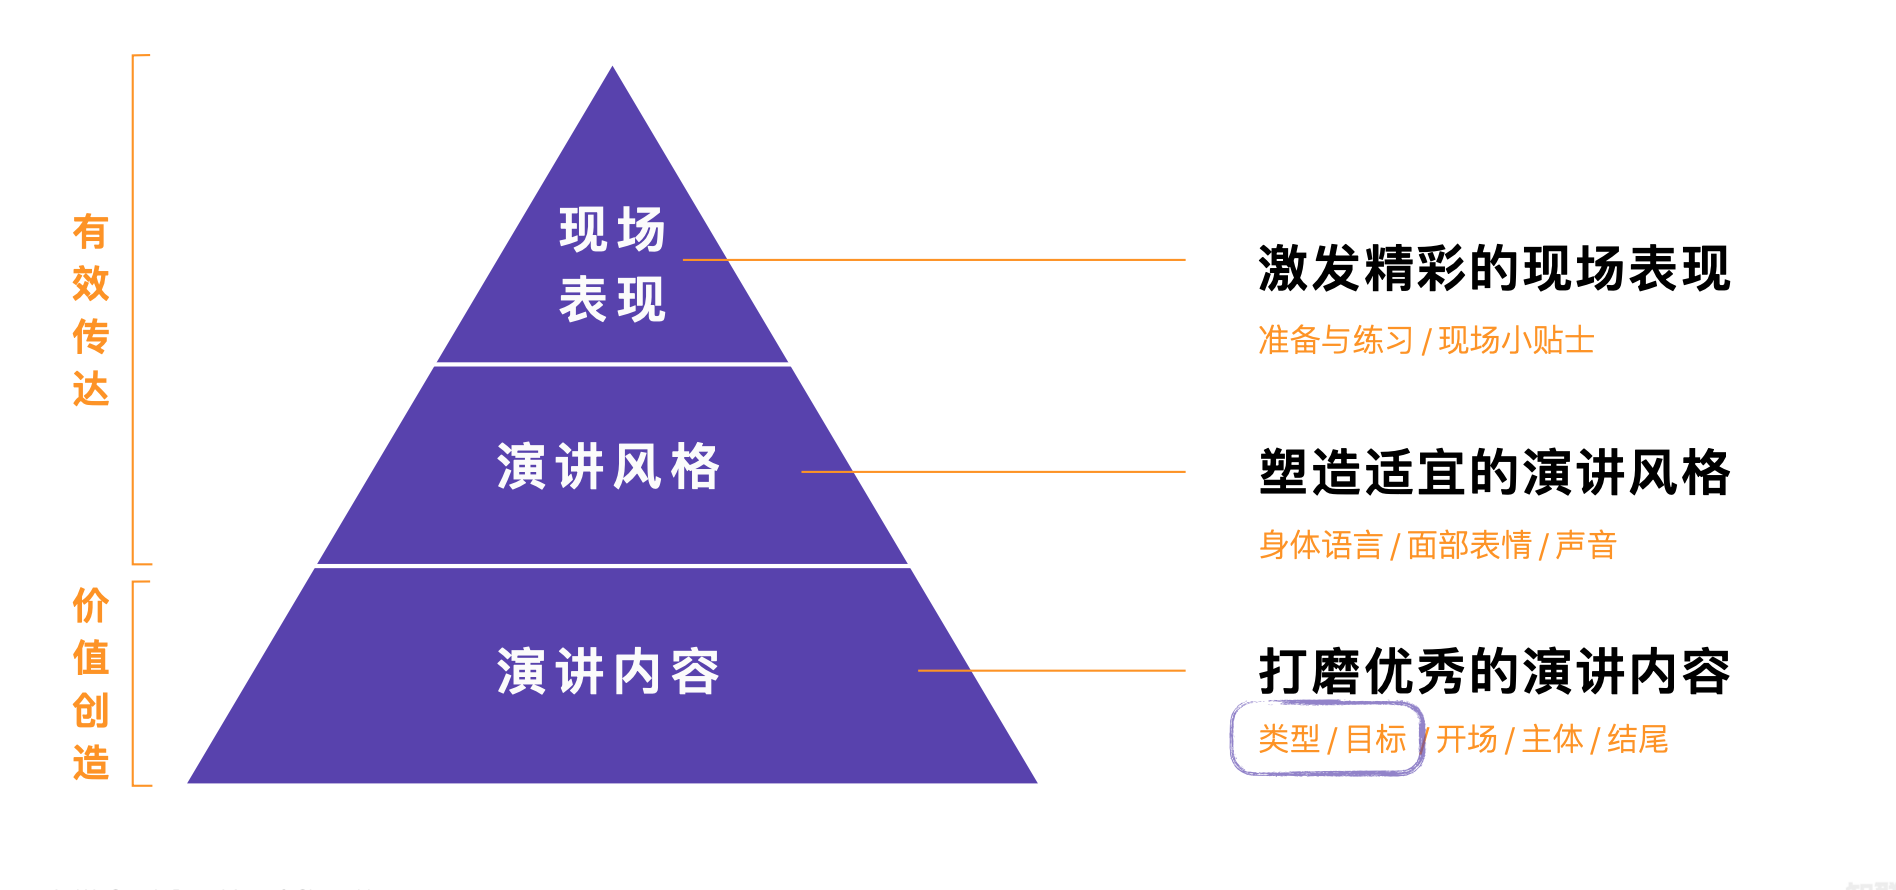 有效传达
价值创造
现场
表现
演讲风格
演讲内容
激发精彩的现场表现
准备与练习 / 现场小贴士
塑造适宜的演讲风格
身体语言 / 面部表情 / 声音
打磨优秀的演讲内容
类型 / 目标 / 开场 / 主体 / 结尾